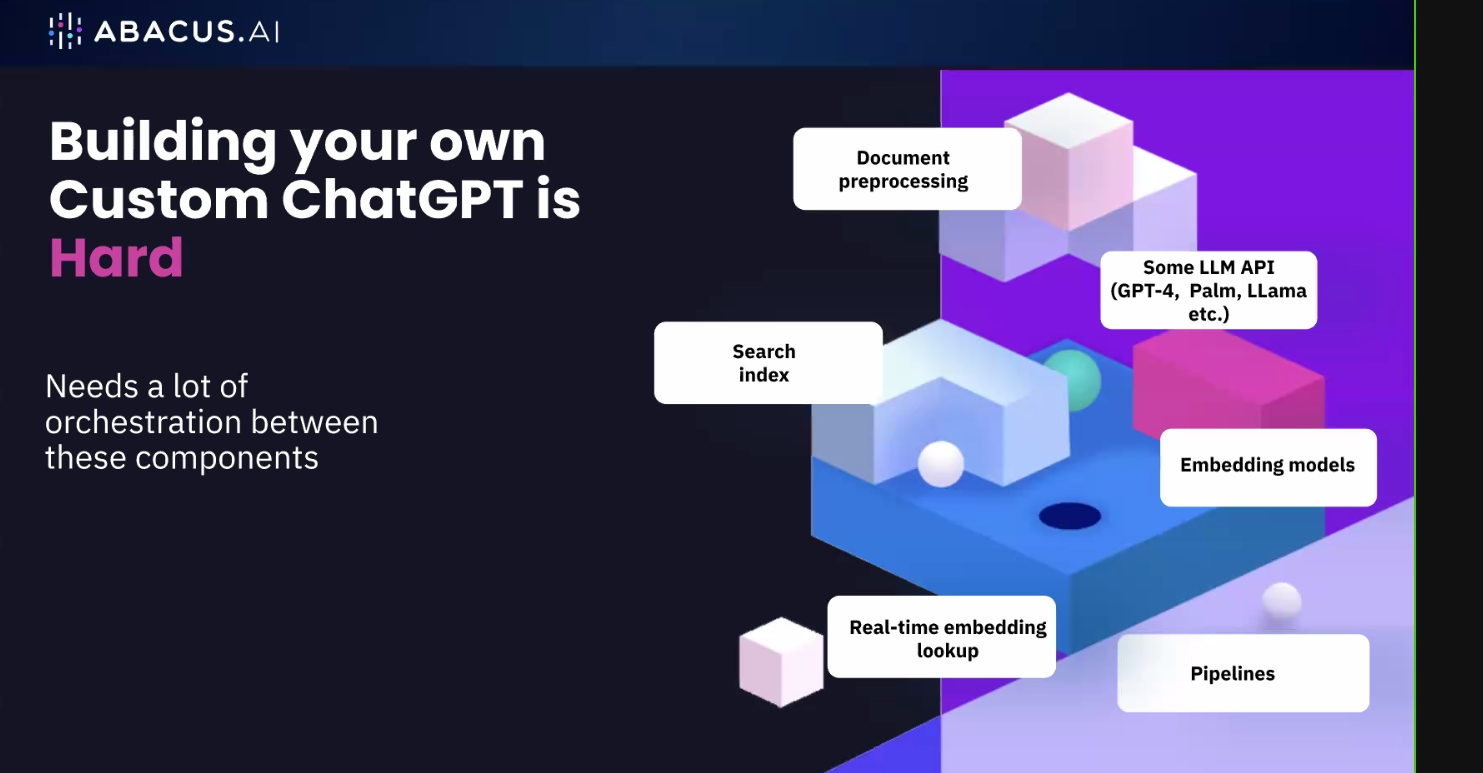 ABACUS.AI
Building your own
Custom ChatGPT is
Hard
Needs a lot of
orchestration between
these components
Document
preprocessing
Some LLM API
(GPT-4,  Palm, LLama
etc.)
Search
index
Embedding models
Real-time embedding
lookup
Pipelines